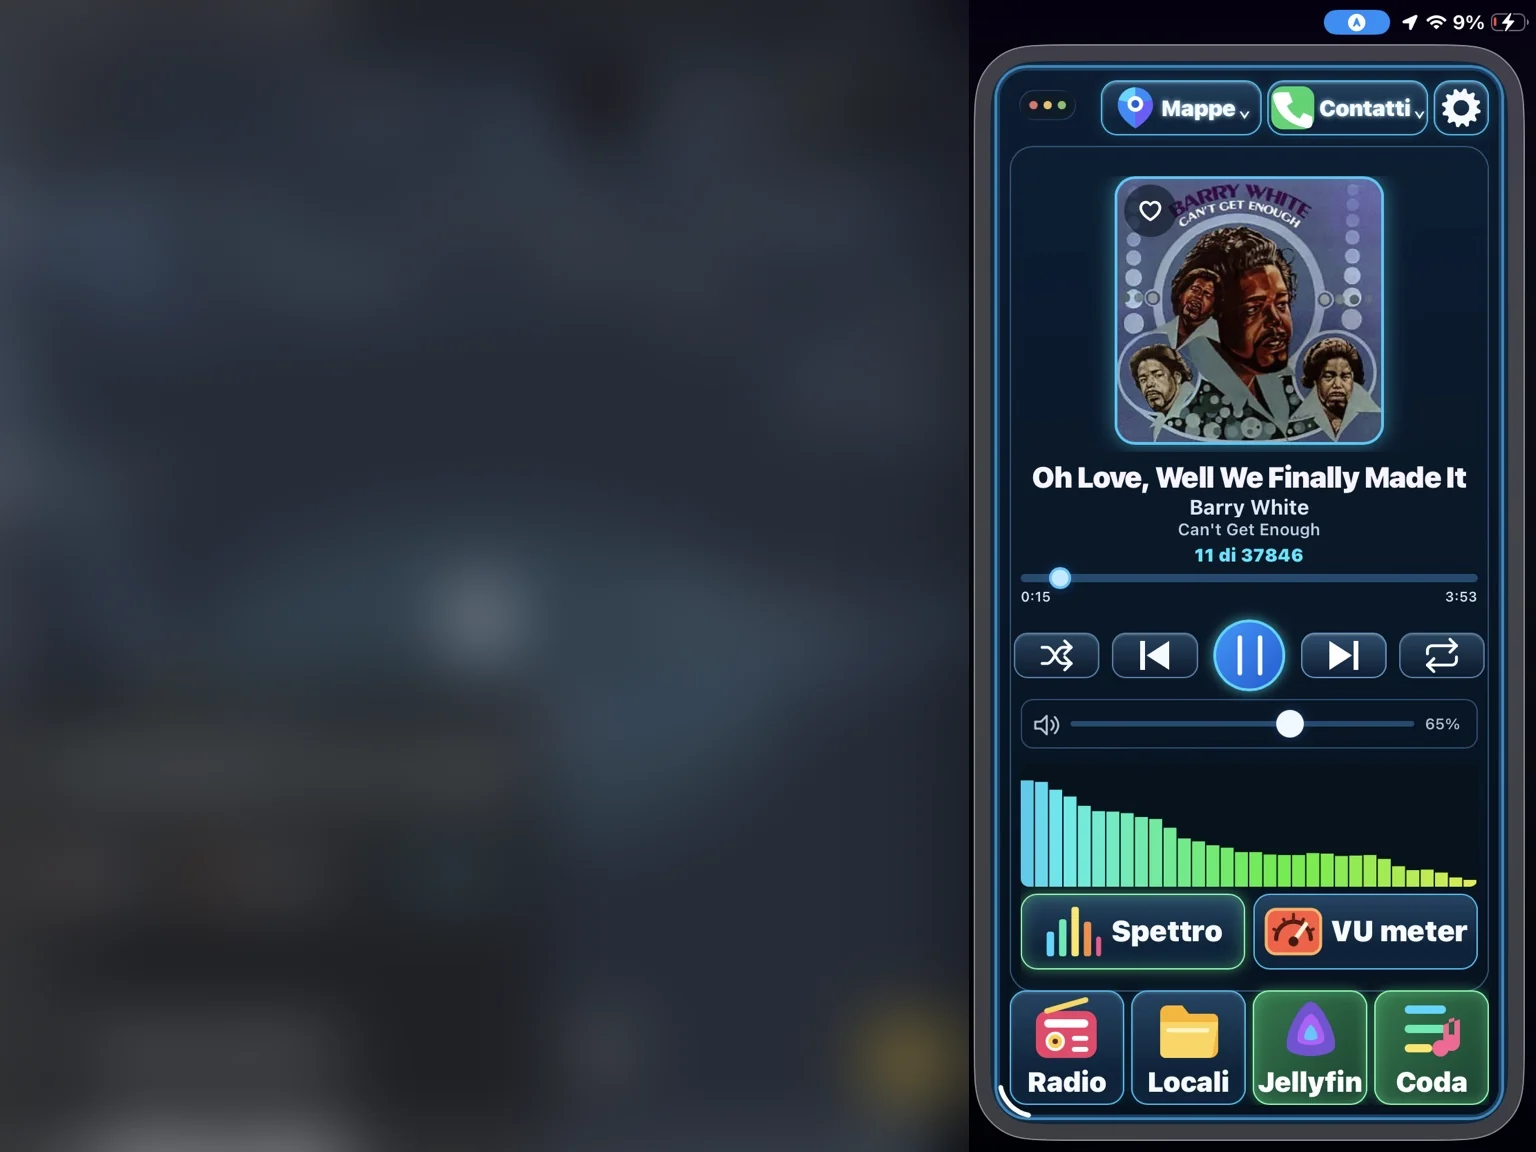 9%
Mappe
Contatti
BARRY WHITE
CAN'T GET ENOUGH
Oh Love, Well We Finally Made It
Barry White
Can't Get Enough
11 di 37846
0:15
3:53
65%
Spettro
VU meter
Radio
Locali
Jellyfin
Coda